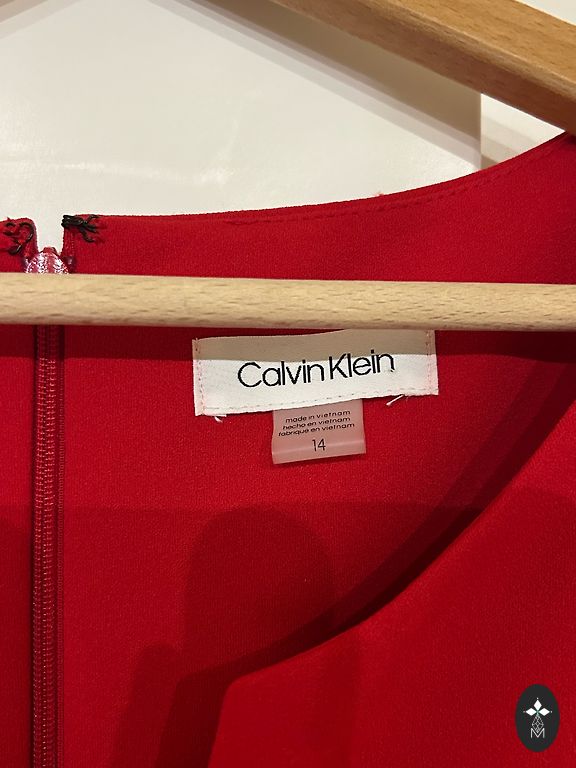 Calvin Klein
made in vietnam
hecho en vietnam
fabriqué en vietnam
14